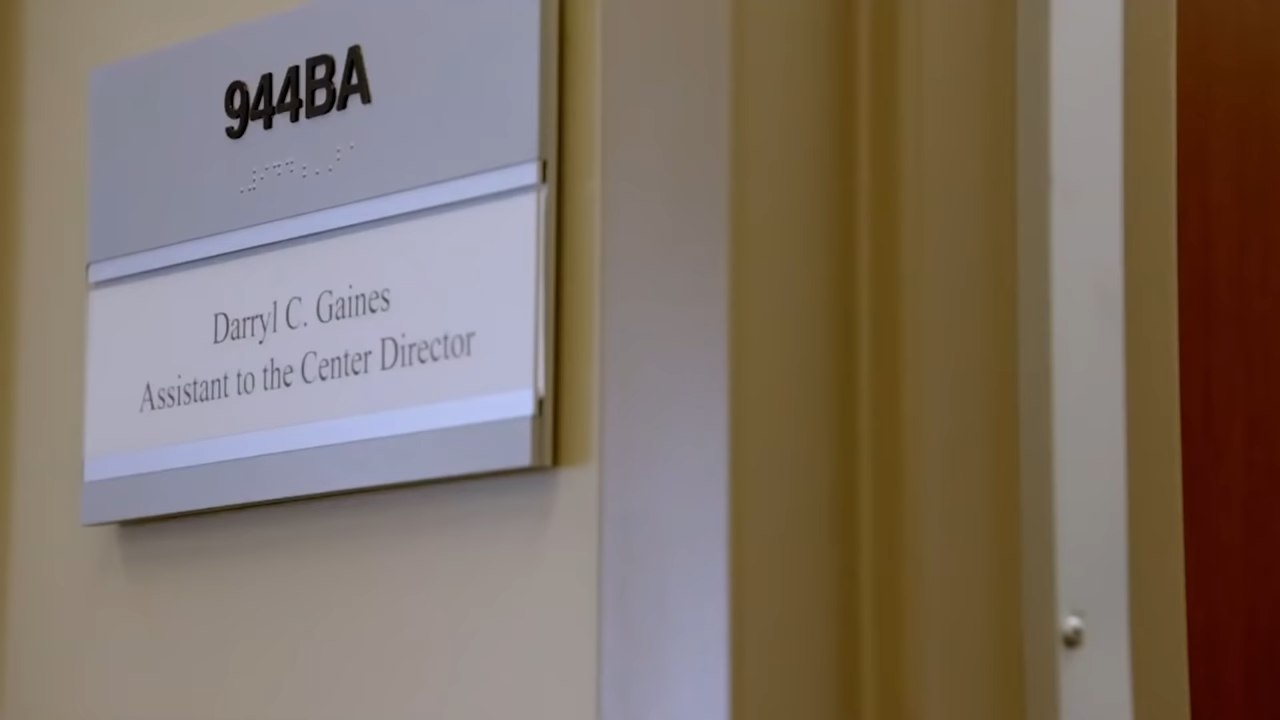 944BA
Darryl C. Gaines
Assistant to the Center Director